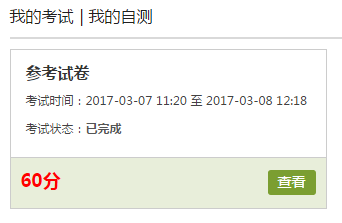 我的考试 | 我的自测
参考试卷
考试时间：2017-03-07 11:20 至 2017-03-08 12:18
考试状态：已完成
60分
查看